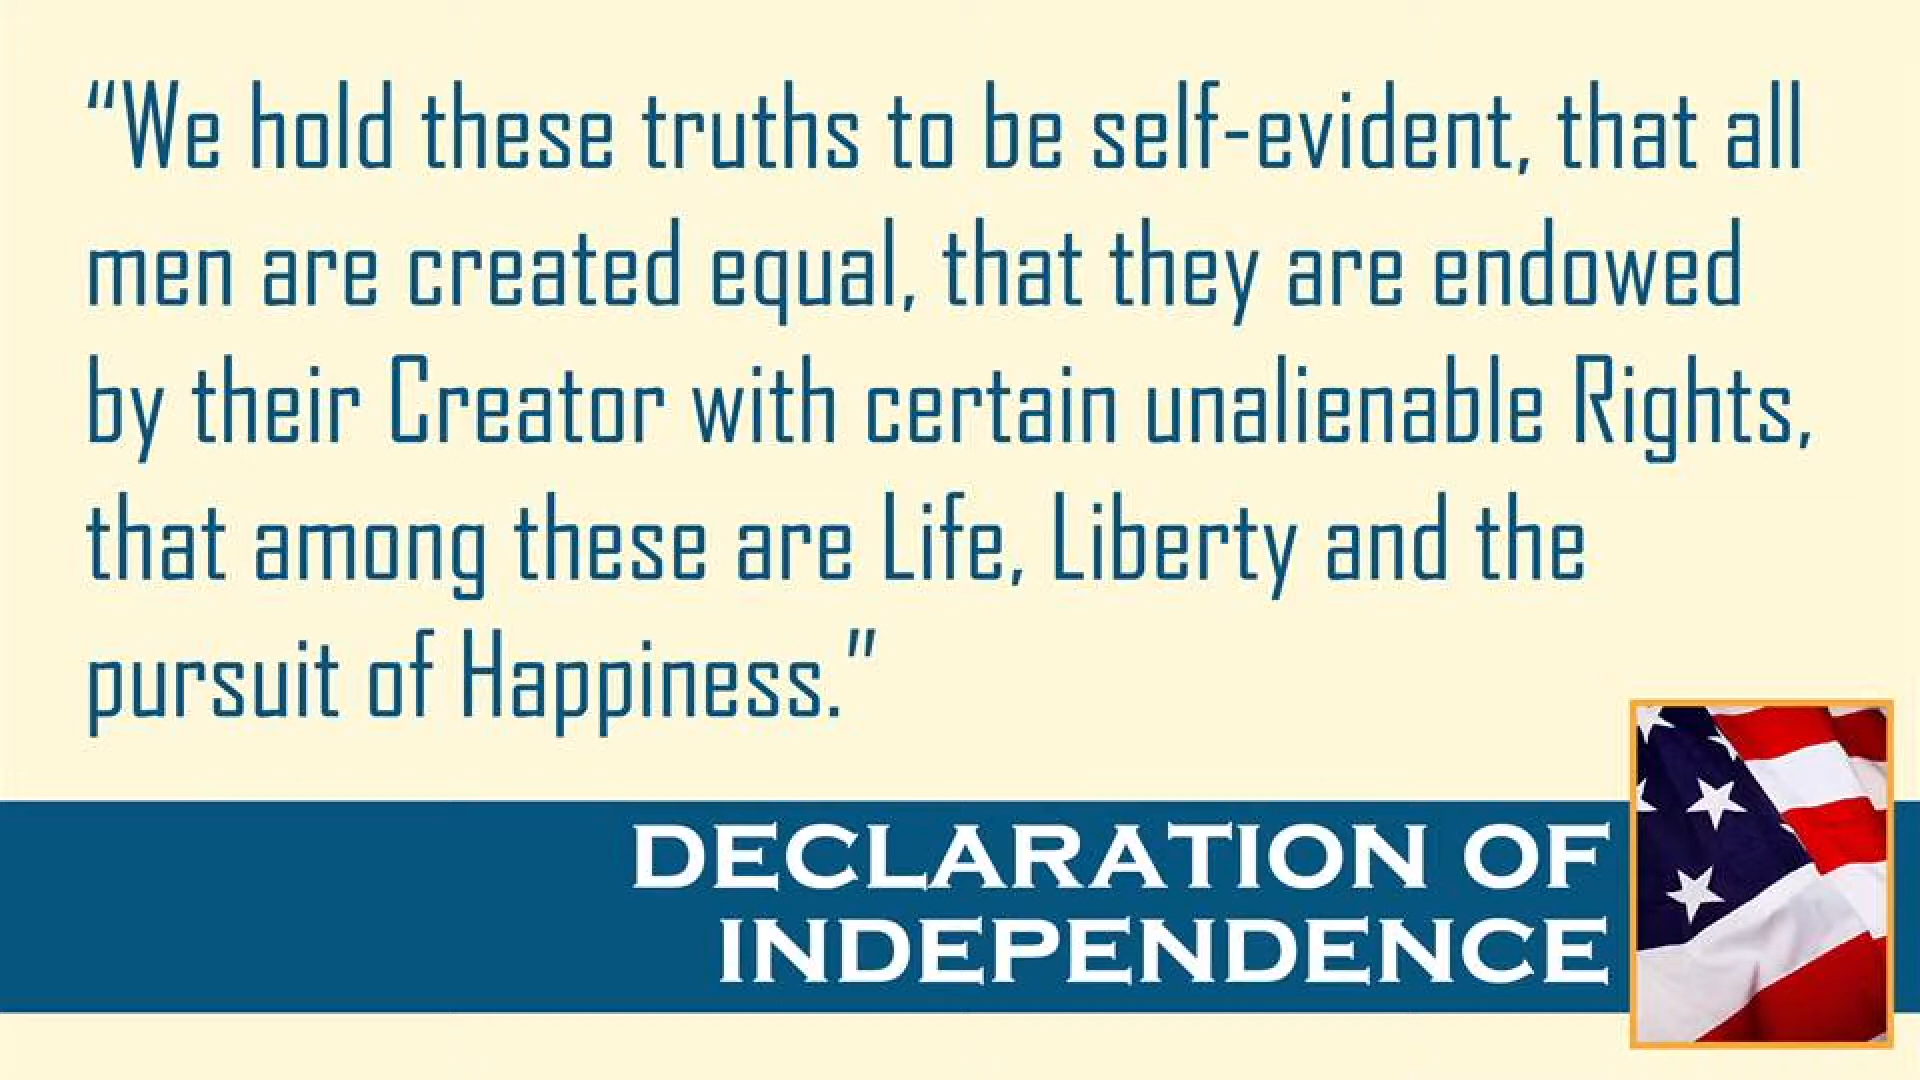 “We hold these truths to be self-evident, that all
men are created equal, that they are endowed
by their Creator with certain unalienable Rights,
that among these are Life, Liberty and the
pursuit of Happiness.”
DECLARATION OF
INDEPENDENCE